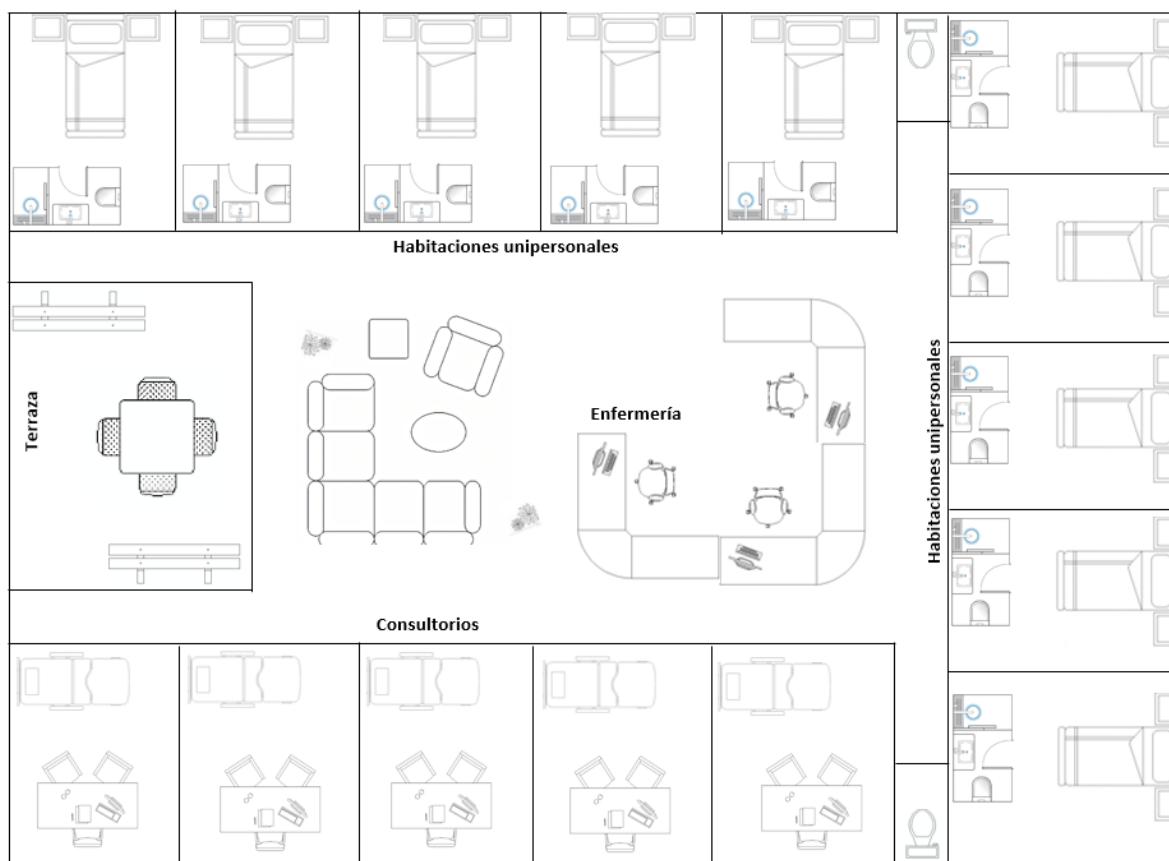 Habitaciones unipersonales
Terraza
Enfermería
Habitaciones unipersonales
Consultorios